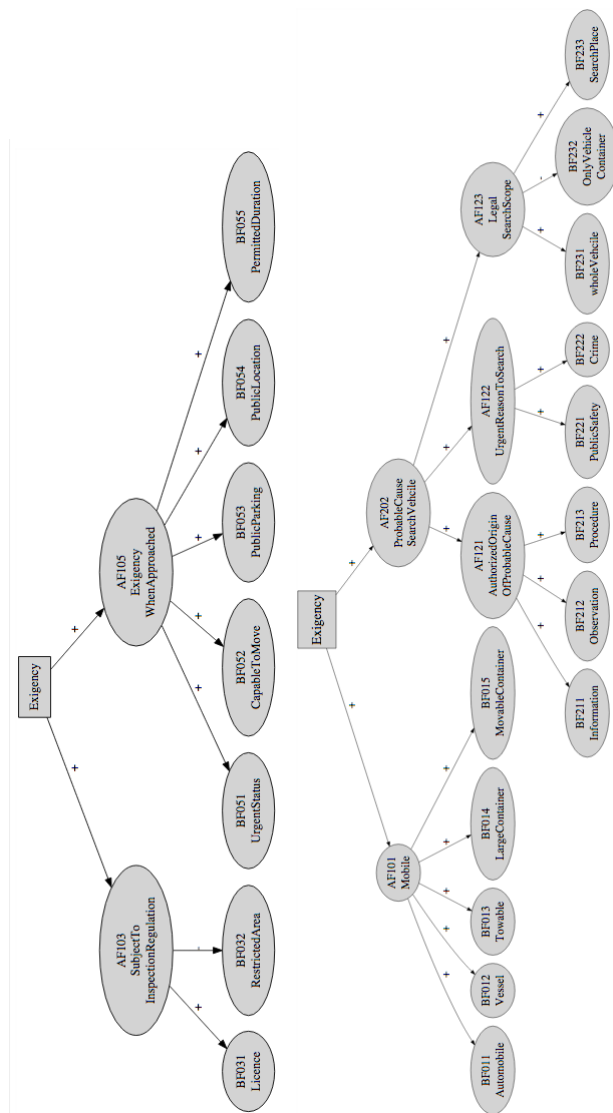 Exigency
+
+
AF103
SubjectTo
InspectionRegulation
AF105
Exigency
WhenApproached
+
-
+
+
+
+
+
BF031
Licence
BF032
RestrictedArea
BF051
UrgentStatus
BF052
CapableToMove
BF053
PublicParking
BF054
PublicLocation
BF055
PermittedDuration
Exigency
+
+
AF101
Mobile
AF202
ProbableCause
SearchVehcile
+
+
+
+
+
+
+
+
BF011
Automobile
BF012
Vessel
BF013
Towable
BF014
LargeContainer
BF015
MovableContainer
AF121
AuthorizedOrigin
OfProbableCause
AF122
UrgentReasonToSearch
AF123
Legal
SearchScope
+
+
+
+
+
+
-
+
BF211
Information
BF212
Observation
BF213
Procedure
BF221
PublicSafety
BF222
Crime
BF231
wholeVehcile
BF232
OnlyVehicle
Container
BF233
SearchPlace